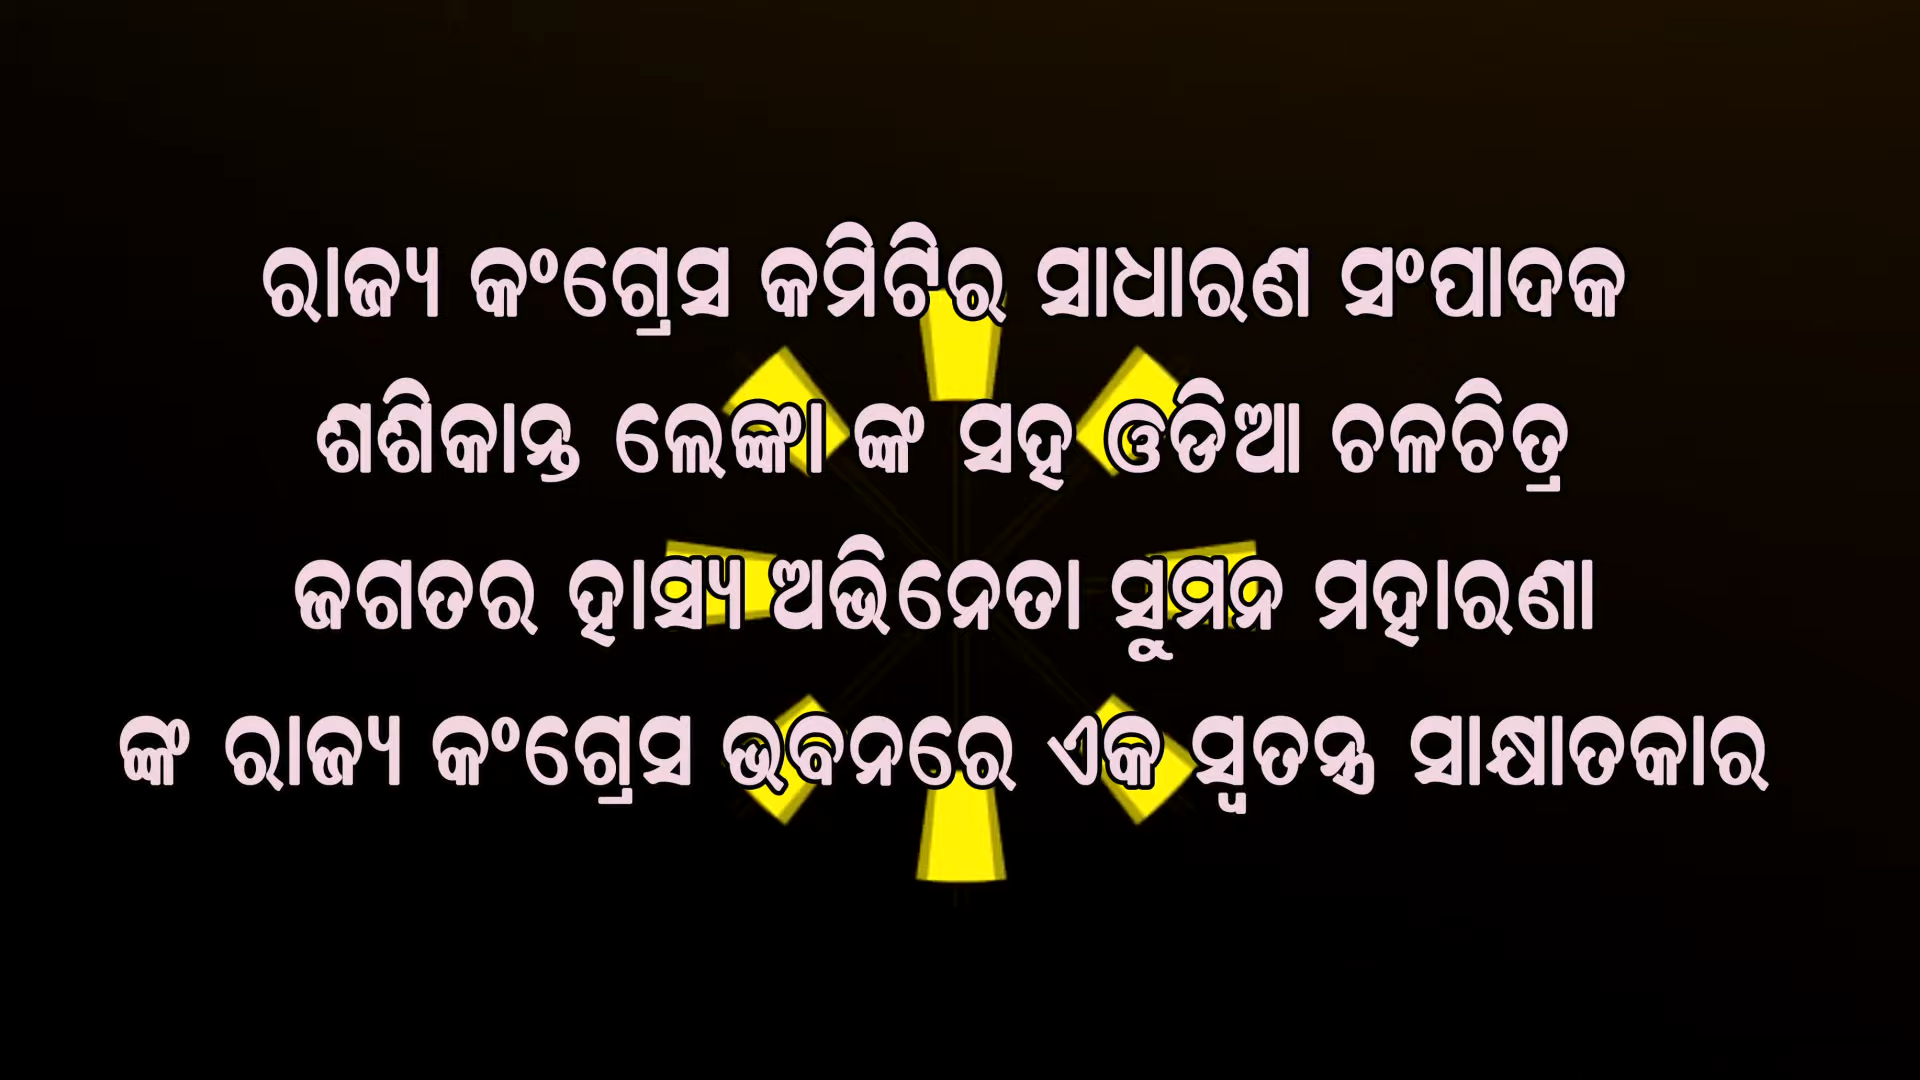 ରାଜ୍ୟ କଂଗ୍ରେସ କମିଟିର ସାଧାରଣ ସଂପାଦକ
ଶଶିକାନ୍ତ ଲେଙ୍କା ଙ୍କ ସହ ଓଡିଆ ଚଳଚିତ୍ର
ଜଗତର ହାସ୍ୟ ଅଭିନେତା ସୁମନ ମହାରଣା
ଙ୍କ ରାଜ୍ୟ କଂଗ୍ରେସ ଭବନରେ ଏକ ସ୍ୱତନ୍ତ୍ର ସାକ୍ଷାତକାର